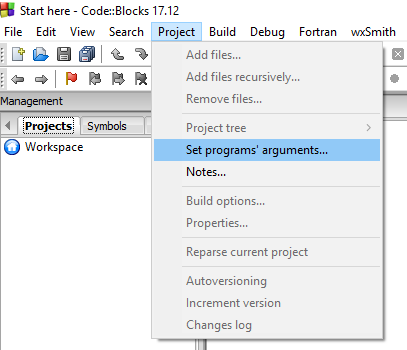 Start here - Code::Blocks 17.12
File Edit View Search Project Build Debug Fortran wxSmith
Add files...
Add files recursively...
Remove files...
Management
Projects Symbols
Project tree
Workspace
Set programs' arguments...
Notes...
Build options...
Properties...
Reparse current project
Autoversioning
Increment version
Changes log